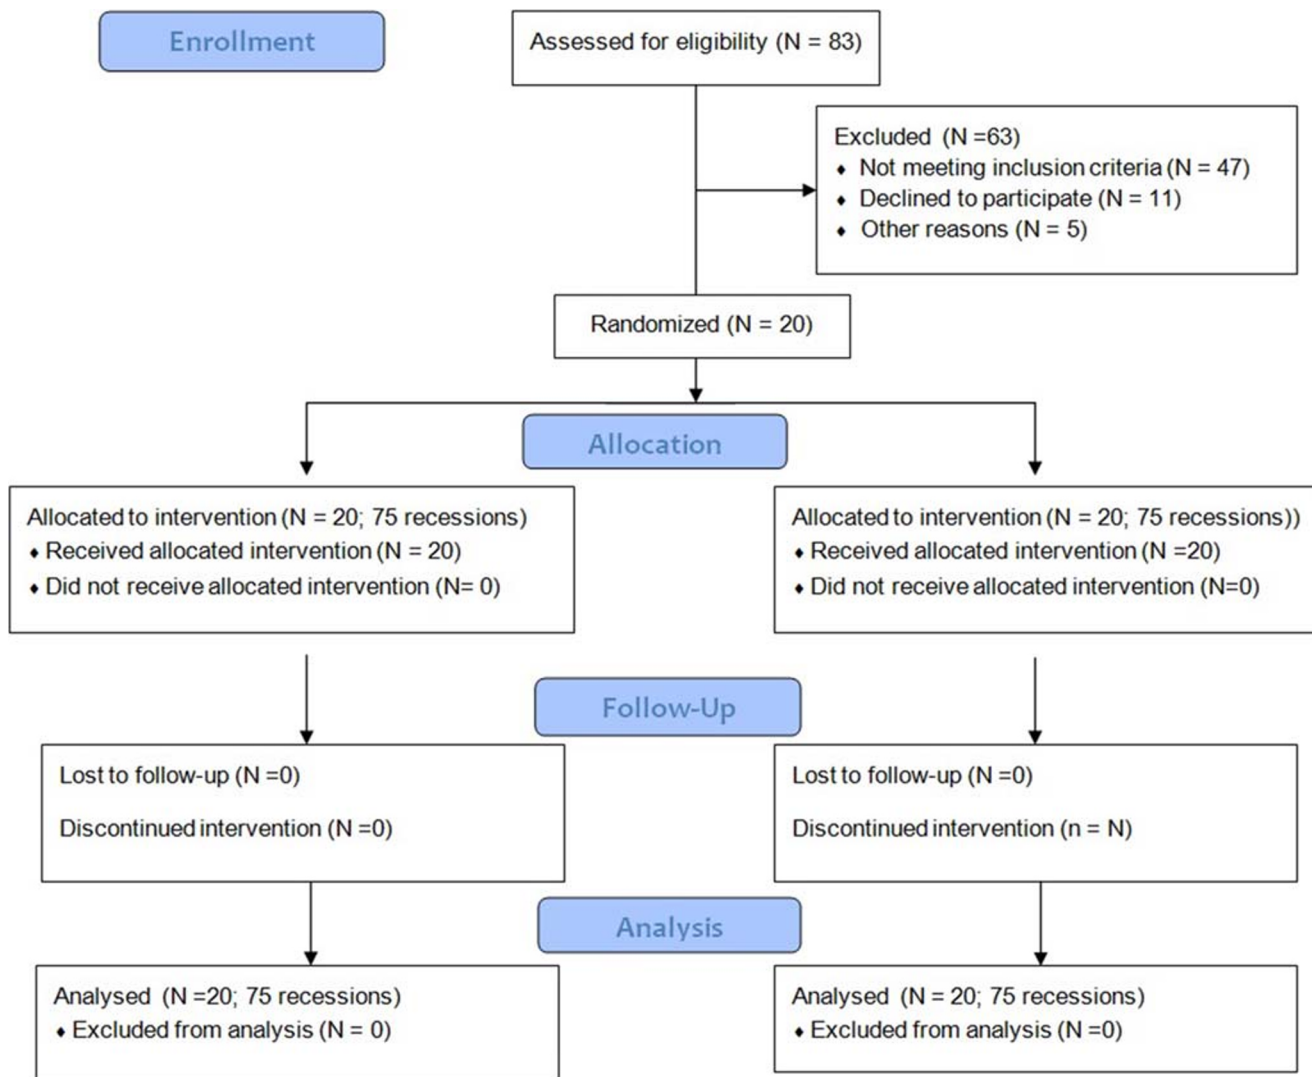 Enrollment
Assessed for eligibility (N = 83)
Excluded (N =63)
♦ Not meeting inclusion criteria (N = 47)
♦ Declined to participate (N = 11)
♦ Other reasons (N = 5)
Randomized (N = 20)
Allocation
Allocated to intervention (N = 20; 75 recessions)
♦ Received allocated intervention (N = 20)
♦ Did not receive allocated intervention (N= 0)
Allocated to intervention (N = 20; 75 recessions))
♦ Received allocated intervention (N =20)
♦ Did not receive allocated intervention (N=0)
Follow-Up
Lost to follow-up (N =0)
Discontinued intervention (N =0)
Lost to follow-up (N =0)
Discontinued intervention (n = N)
Analysis
Analysed (N =20; 75 recessions)
♦ Excluded from analysis (N = 0)
Analysed (N = 20; 75 recessions)
♦ Excluded from analysis (N =0)